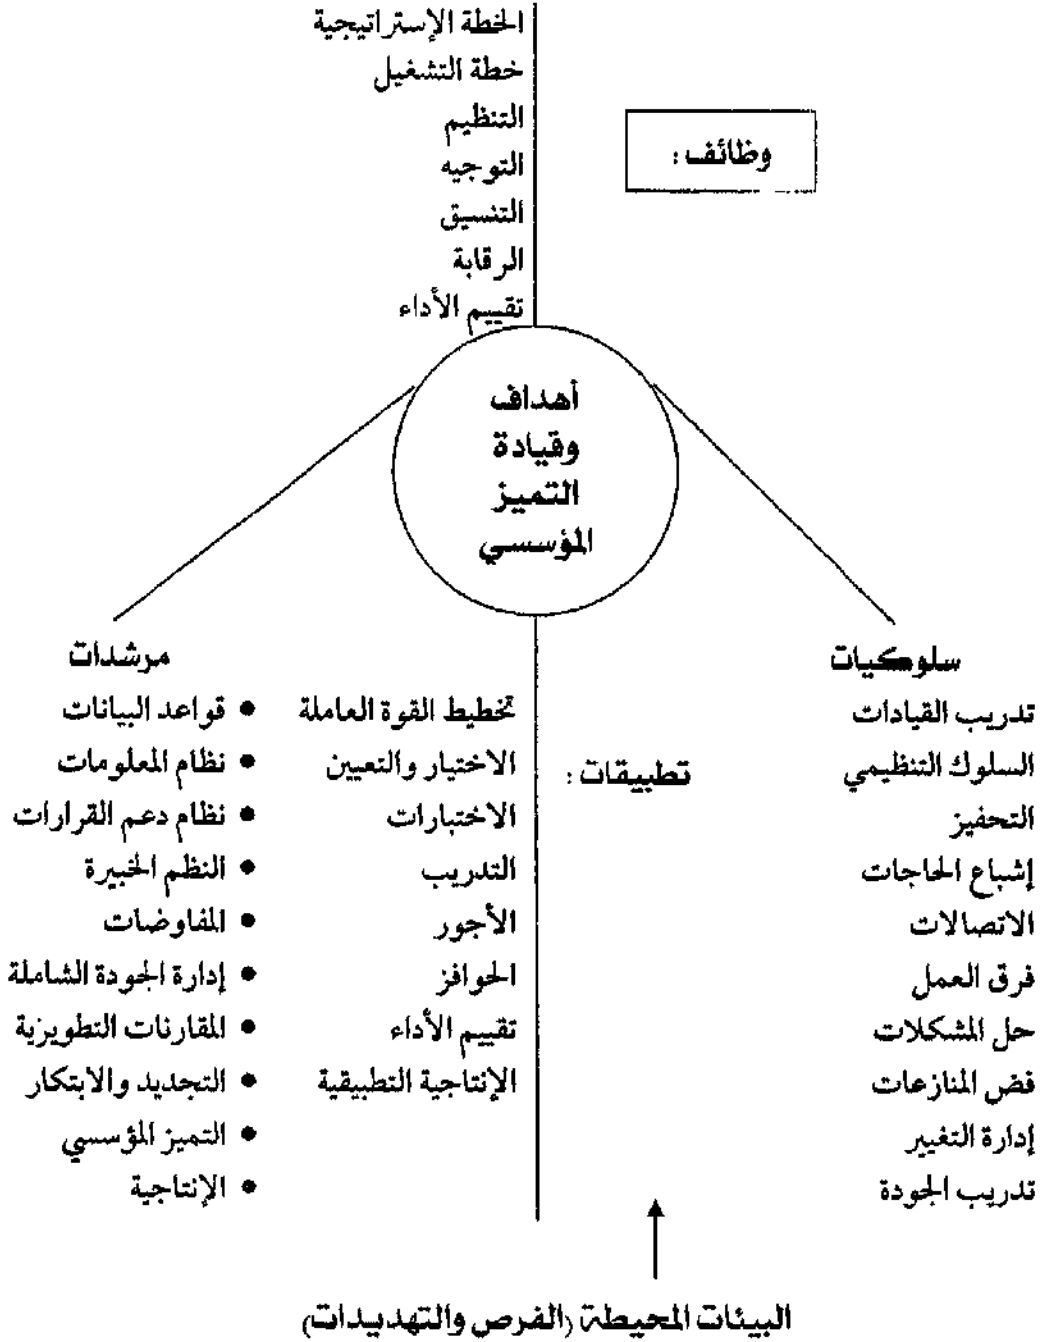 وظائف :
الخطة الإستراتيجية
خطة التشغيل
التنظيم
التوجيه
التنسيق
الرقابة
تقييم الأداء
أهداف
وقيادة
التميز
المؤسسي
سلوكيات
تدريب القيادات
السلوك التنظيمي
التحفيز
إشباع الحاجات
الاتصالات
فرق العمل
حل المشكلات
فض المنازعات
إدارة التغيير
تدريب الجودة
تطبيقات :
تخطيط القوة العاملة
الاختيار والتعيين
الاختبارات
التدريب
الأجور
الحوافز
تقييم الأداء
الإنتاجية التطبيقية
مرشدات
• قواعد البيانات
• نظام المعلومات
• نظام دعم القرارات
• النظم الخبيرة
• المفاوضات
• إدارة الجودة الشاملة
• المقارنات التطويزية
• التجديد والابتكار
• التميز المؤسسي
• الإنتاجية
البيئات المحيطة (الفرص والتهديدات)